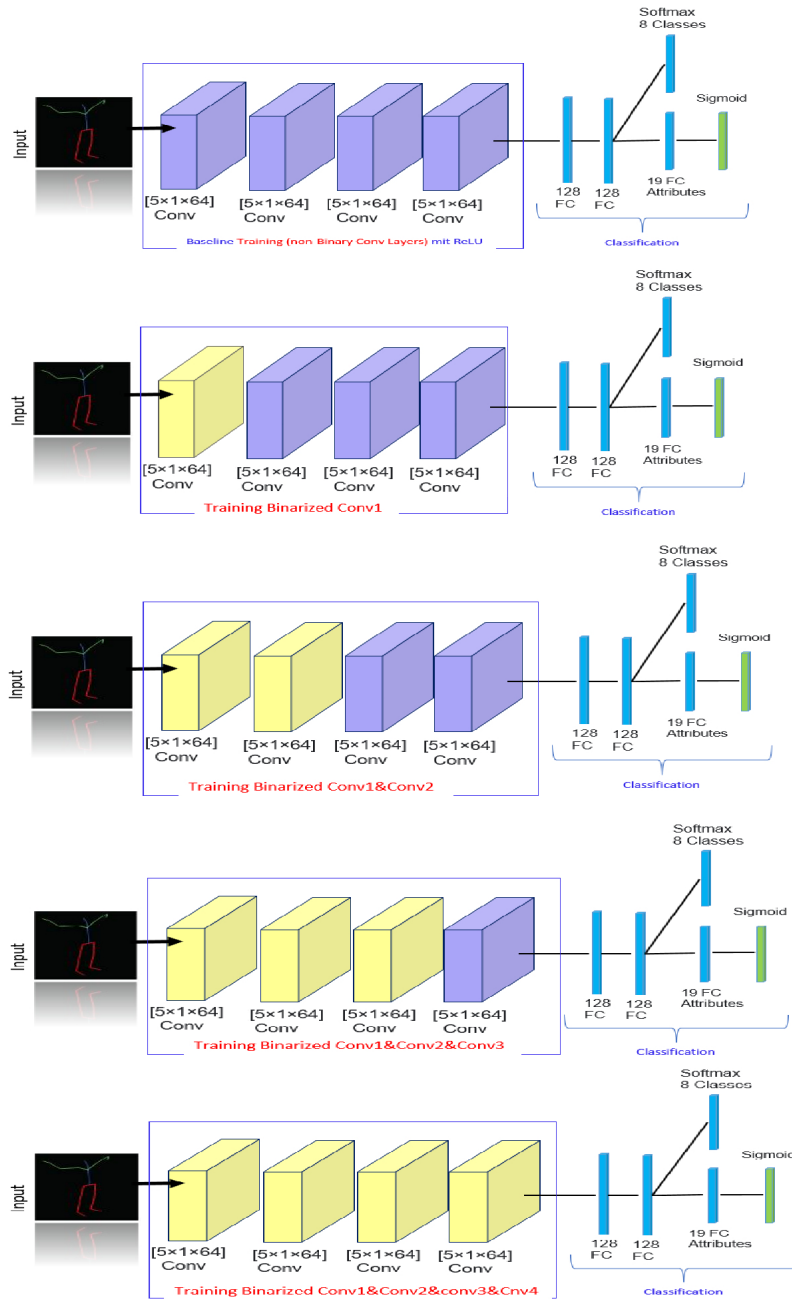 Softmax
8 Classes
Sigmoid
Input
[5×1×64] [5×1×64] [5×1×64] [5×1×64]
Conv Conv Conv Conv
128 128 19 FC
FC FC Attributes
Baseline Training (non-Binary Conv Layers) mit ReLU
Classification
Softmax
8 Classes
Sigmoid
Input
[5×1×64] [5×1×64] [5×1×64] [5×1×64]
Conv Conv Conv Conv
128 128 19 FC
FC FC Attributes
Training Binarized Conv1
Classification
Softmax
8 Classes
Sigmoid
Input
[5×1×64] [5×1×64] [5×1×64] [5×1×64]
Conv Conv Conv Conv
128 128 19 FC
FC FC Attributes
Training Binarized Conv1&Conv2
Classification
Softmax
8 Classes
Sigmoid
Input
[5×1×64] [5×1×64] [5×1×64] [5×1×64]
Conv Conv Conv Conv
128 128 19 FC
FC FC Attributes
Training Binarized Conv1&Conv2&Conv3
Classification
Softmax
8 Classes
Sigmoid
Input
[5×1×64] [5×1×64] [5×1×64] [5×1×64]
Conv Conv Conv Conv
128 128 19 FC
FC FC Attributes
Training Binarized Conv1&Conv2&conv3&Cnv4
Classification